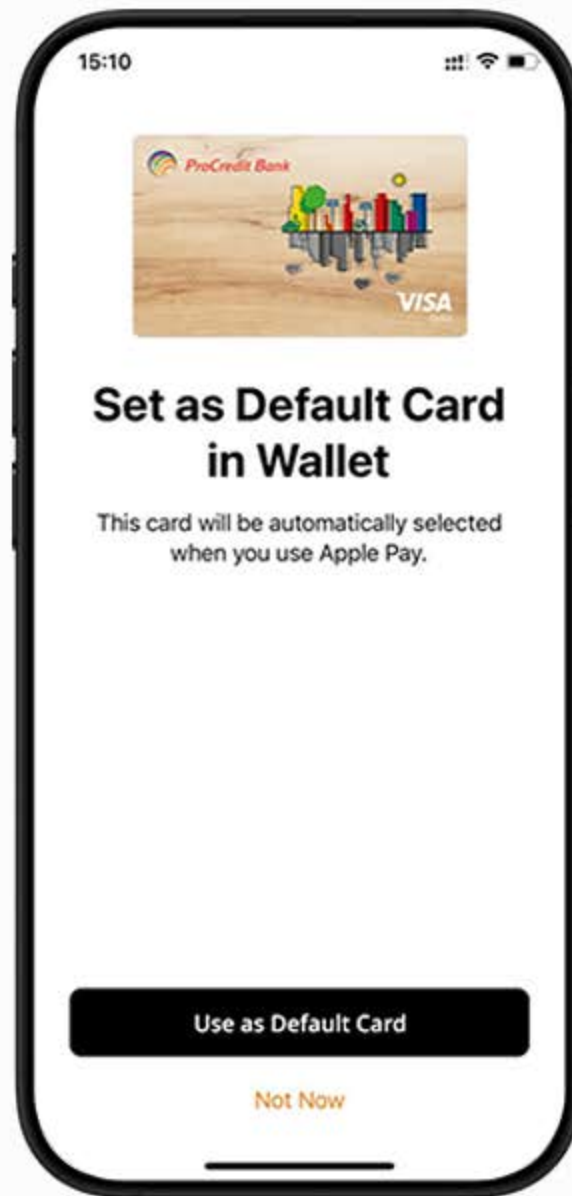 15:10
ProCredit Bank
VISA
Set as Default Card
in Wallet
This card will be automatically selected
when you use Apple Pay.
Use as Default Card
Not Now